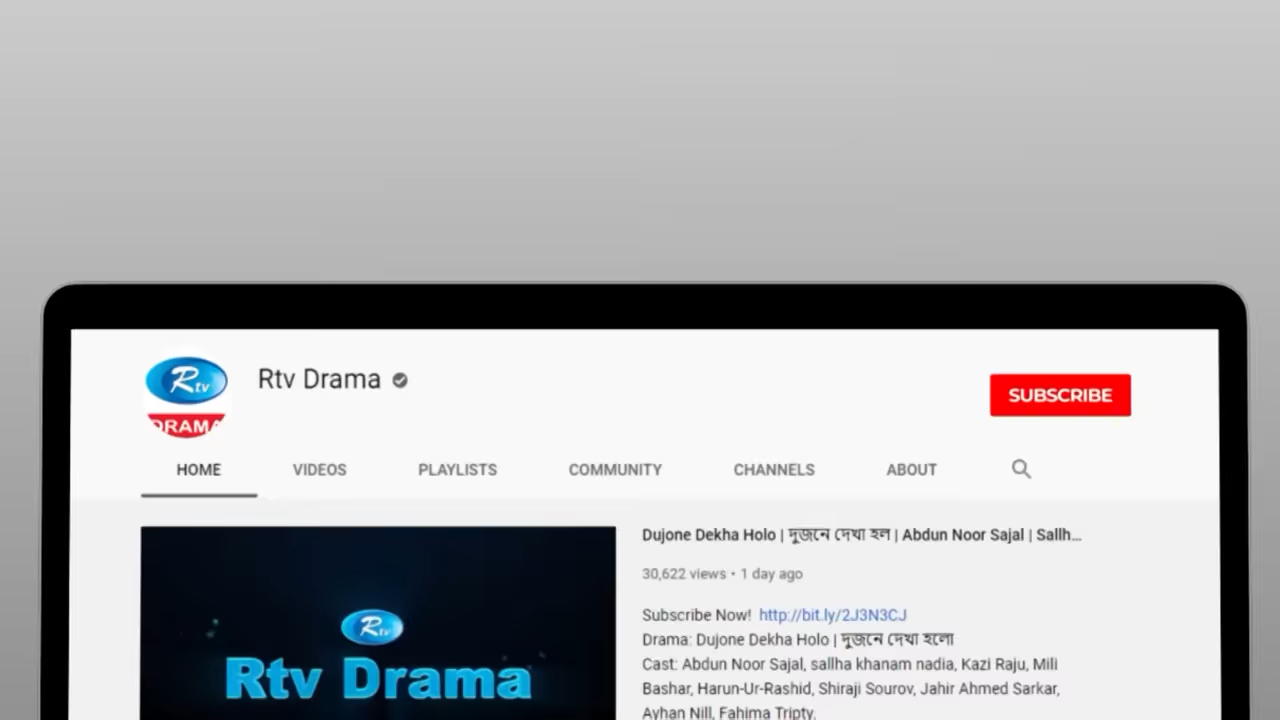 Rtv
DRAMA
Rtv Drama
SUBSCRIBE
HOME VIDEOS PLAYLISTS COMMUNITY CHANNELS ABOUT
Rtv
Rtv Drama
Dujone Dekha Holo | দুজনে দেখা হল | Abdun Noor Sajal | Sallh...
30,622 views • 1 day ago
Subscribe Now! http://bit.ly/2J3N3CJ
Drama: Dujone Dekha Holo | দুজনে দেখা হলো
Cast: Abdun Noor Sajal, sallha khanam nadia, Kazi Raju, Mili
Bashar, Harun-Ur-Rashid, Shiraji Sourov, Jahir Ahmed Sarkar,
Ayhan Nill, Fahima Tripty,